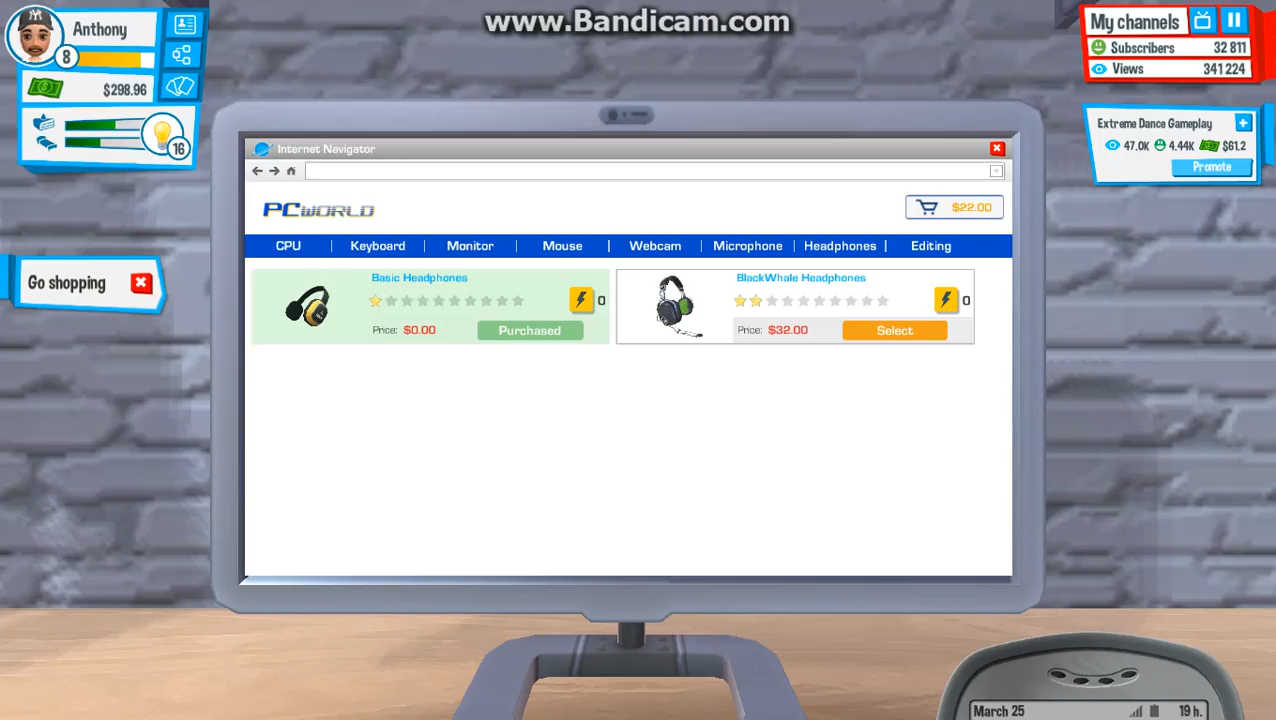 www.Bandicam.com
Anthony
8
$298.96
16
My channels
Subscribers 32 811
Views 341 224
Extreme Dance Gameplay
47.0K 4.44K $61.2
Promote
Go shopping
Internet Navigator
PCWORLD
$22.00
CPU | Keyboard | Monitor | Mouse | Webcam | Microphone | Headphones | Editing
Basic Headphones
0
Price: $0.00 Purchased
BlackWhale Headphones
0
Price: $32.00 Select
March 25 19 h.